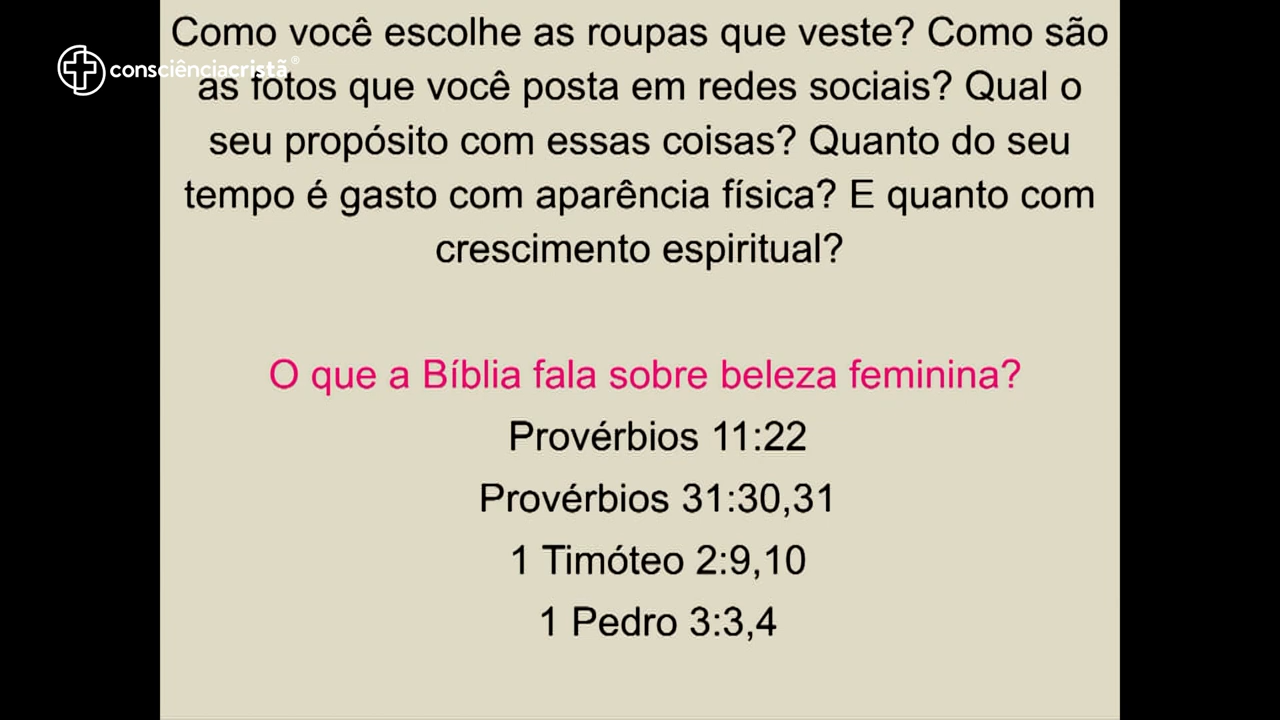 Como você escolhe as roupas que veste? Como são
consciênciacristã®
as fotos que você posta em redes sociais? Qual o
seu propósito com essas coisas? Quanto do seu
tempo é gasto com aparência física? E quanto com
crescimento espiritual?
O que a Bíblia fala sobre beleza feminina?
Provérbios 11:22
Provérbios 31:30,31
1 Timóteo 2:9,10
1 Pedro 3:3,4